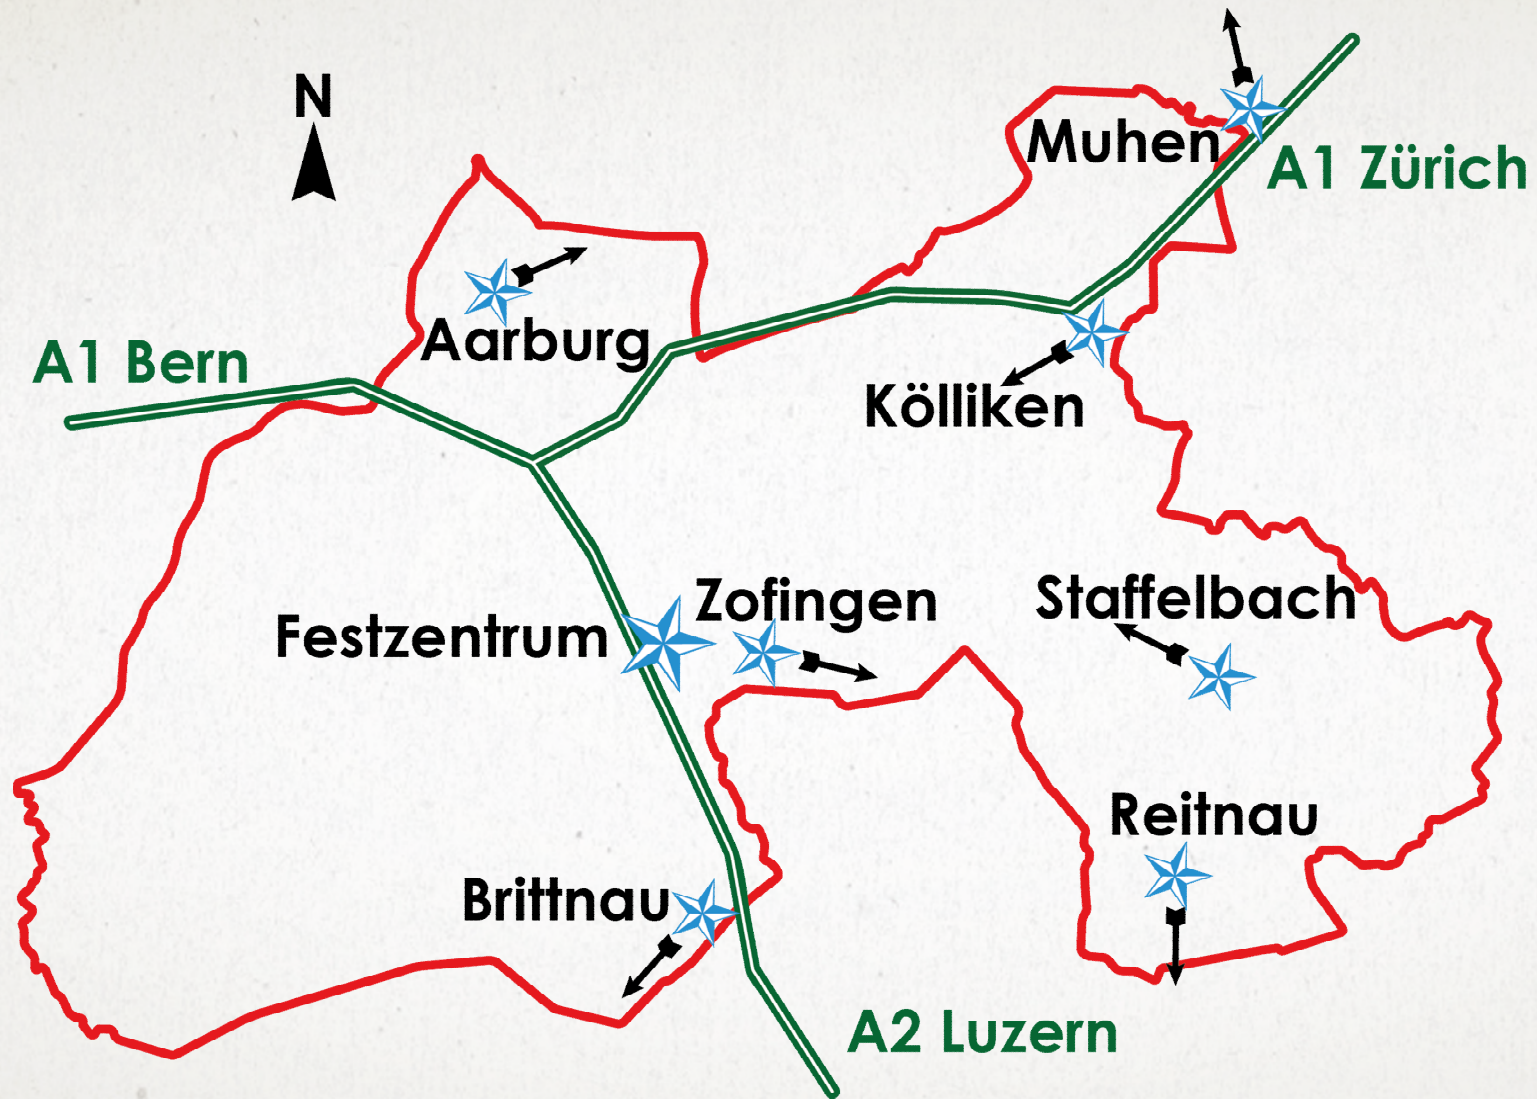 N
Muhen
A1 Zürich
Aarburg
A1 Bern
Kölliken
Zofingen
Staffelbach
Festzentrum
Reitnau
Brittnau
A2 Luzern